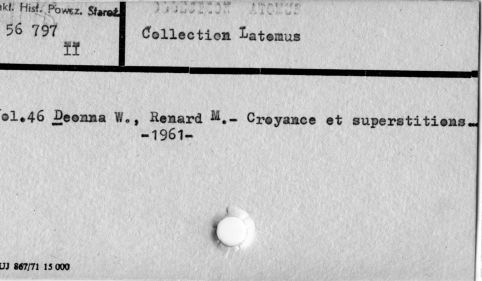 akł. Hist. Powsz. Staroż.
56 797
II
Collection Latomus
Vol.46 Deonna W., Renard M.- Croyance et superstitions
-1961-
UJ 867/71 15 000